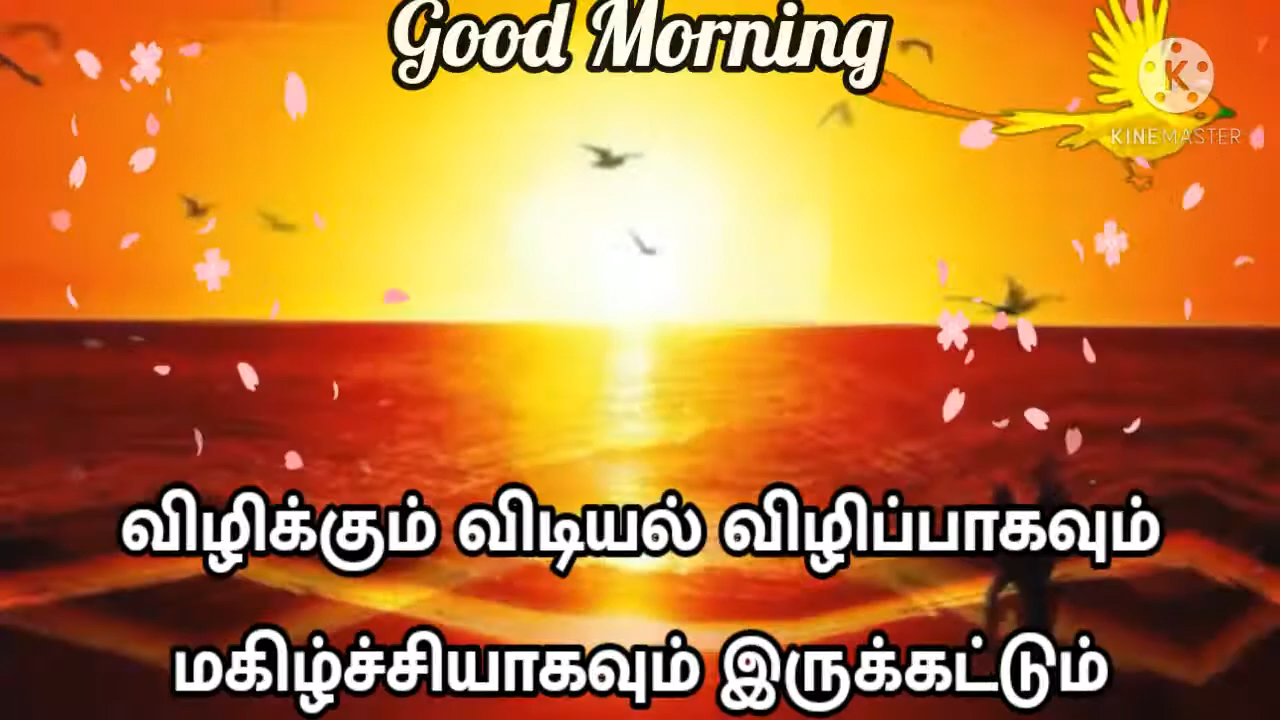 Good Morning
K
KINEMASTER
விழிக்கும் விடியல் விழிப்பாகவும்
மகிழ்ச்சியாகவும் இருக்கட்டும்